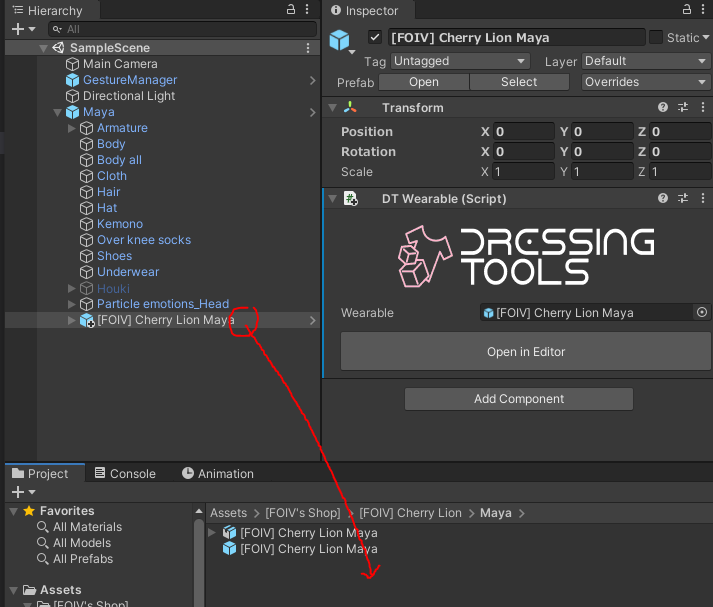 Hierarchy
All
SampleScene
Main Camera
GestureManager
Directional Light
Maya
Armature
Body
Body all
Cloth
Hair
Hat
Kemono
Over knee socks
Shoes
Underwear
Houki
Particle emotions_Head
[FOIV] Cherry Lion Maya
Inspector
[FOIV] Cherry Lion Maya
Static
Tag Untagged Layer Default
Prefab Open Select Overrides
Transform
Position X 0 Y 0 Z 0
Rotation X 0 Y 0 Z 0
Scale X 1 Y 1 Z 1
DT Wearable (Script)
DRESSING
TOOLS
Wearable [FOIV] Cherry Lion Maya
Open in Editor
Add Component
Project Console Animation
Favorites
All Materials
All Models
All Prefabs
Assets
[FOIV's Shop]
Assets > [FOIV's Shop] > [FOIV] Cherry Lion > Maya >
[FOIV] Cherry Lion Maya
[FOIV] Cherry Lion Maya